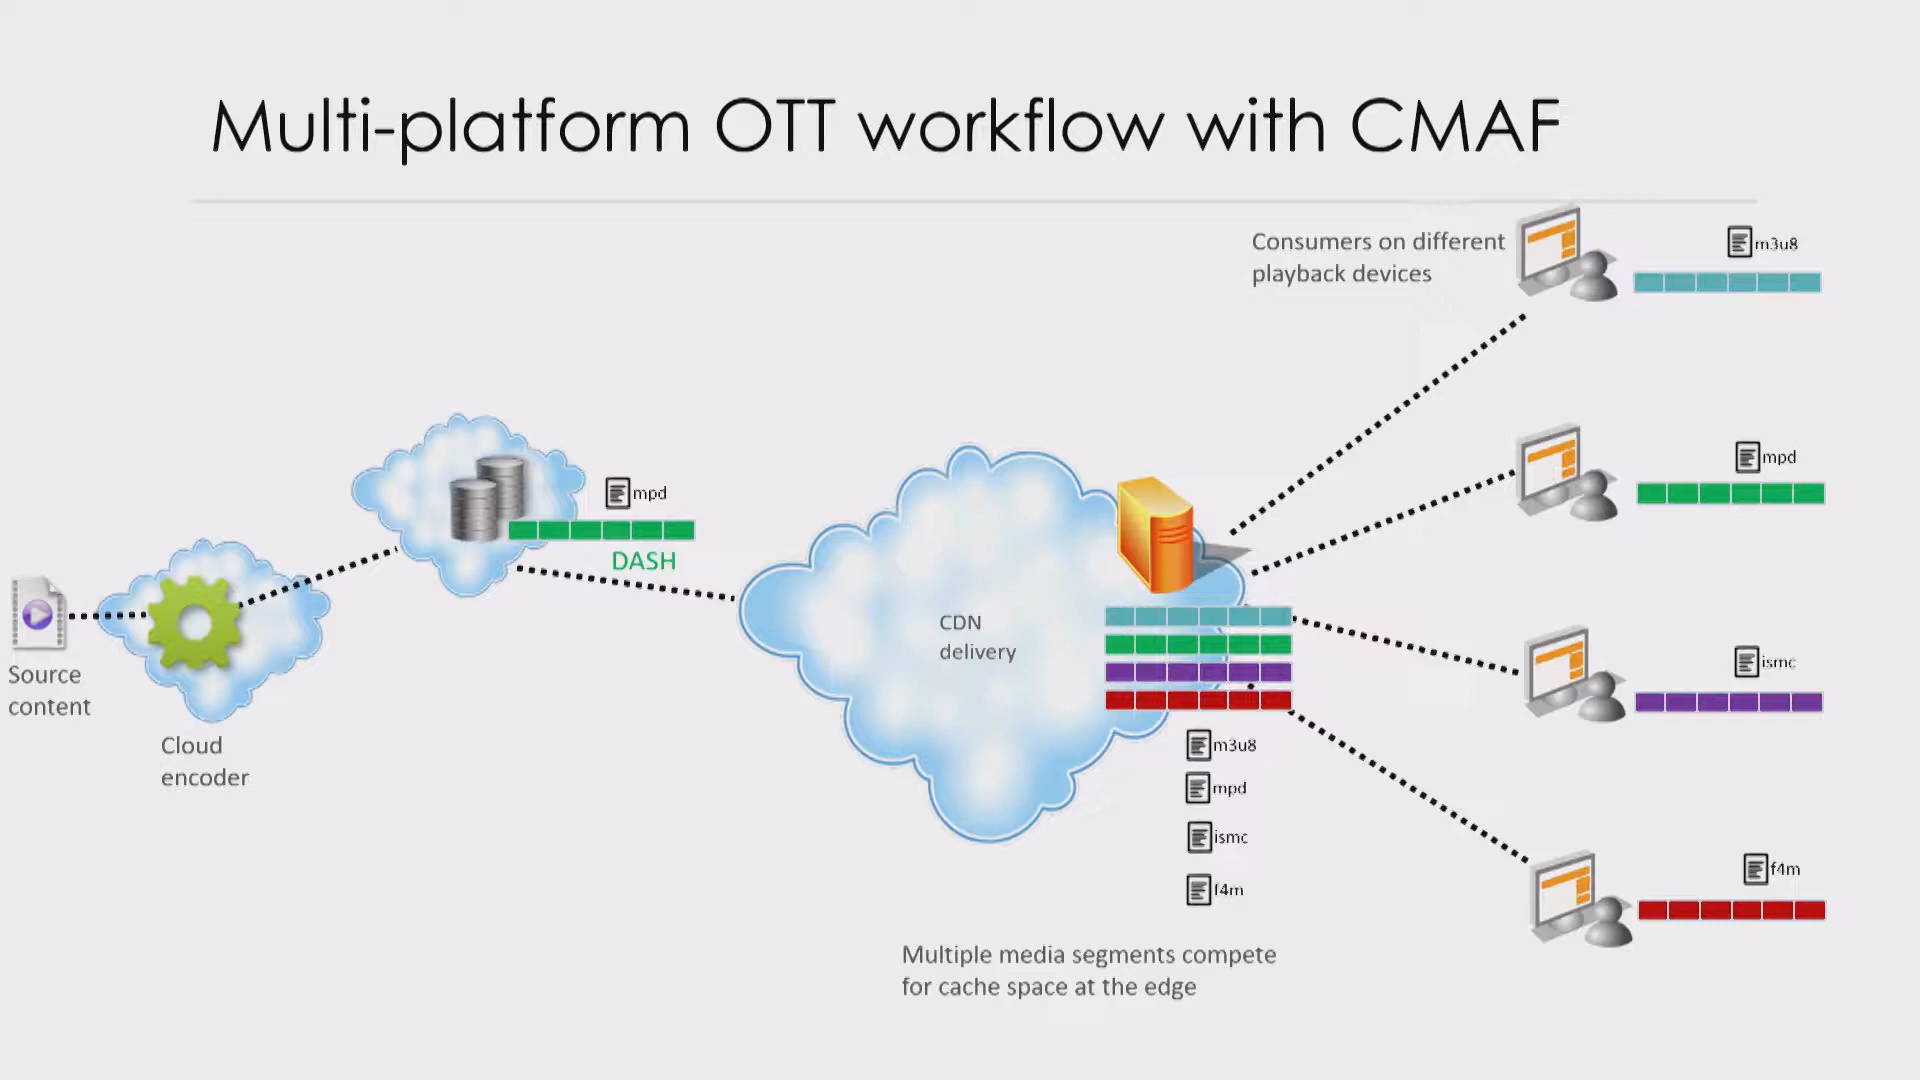 Multi-platform OTT workflow with CMAF
Consumers on different
playback devices
m3u8
mpd
mpd
DASH
Source
content
Cloud
encoder
CDN
delivery
ismc
m3u8
mpd
ismc
f4m
f4m
Multiple media segments compete
for cache space at the edge